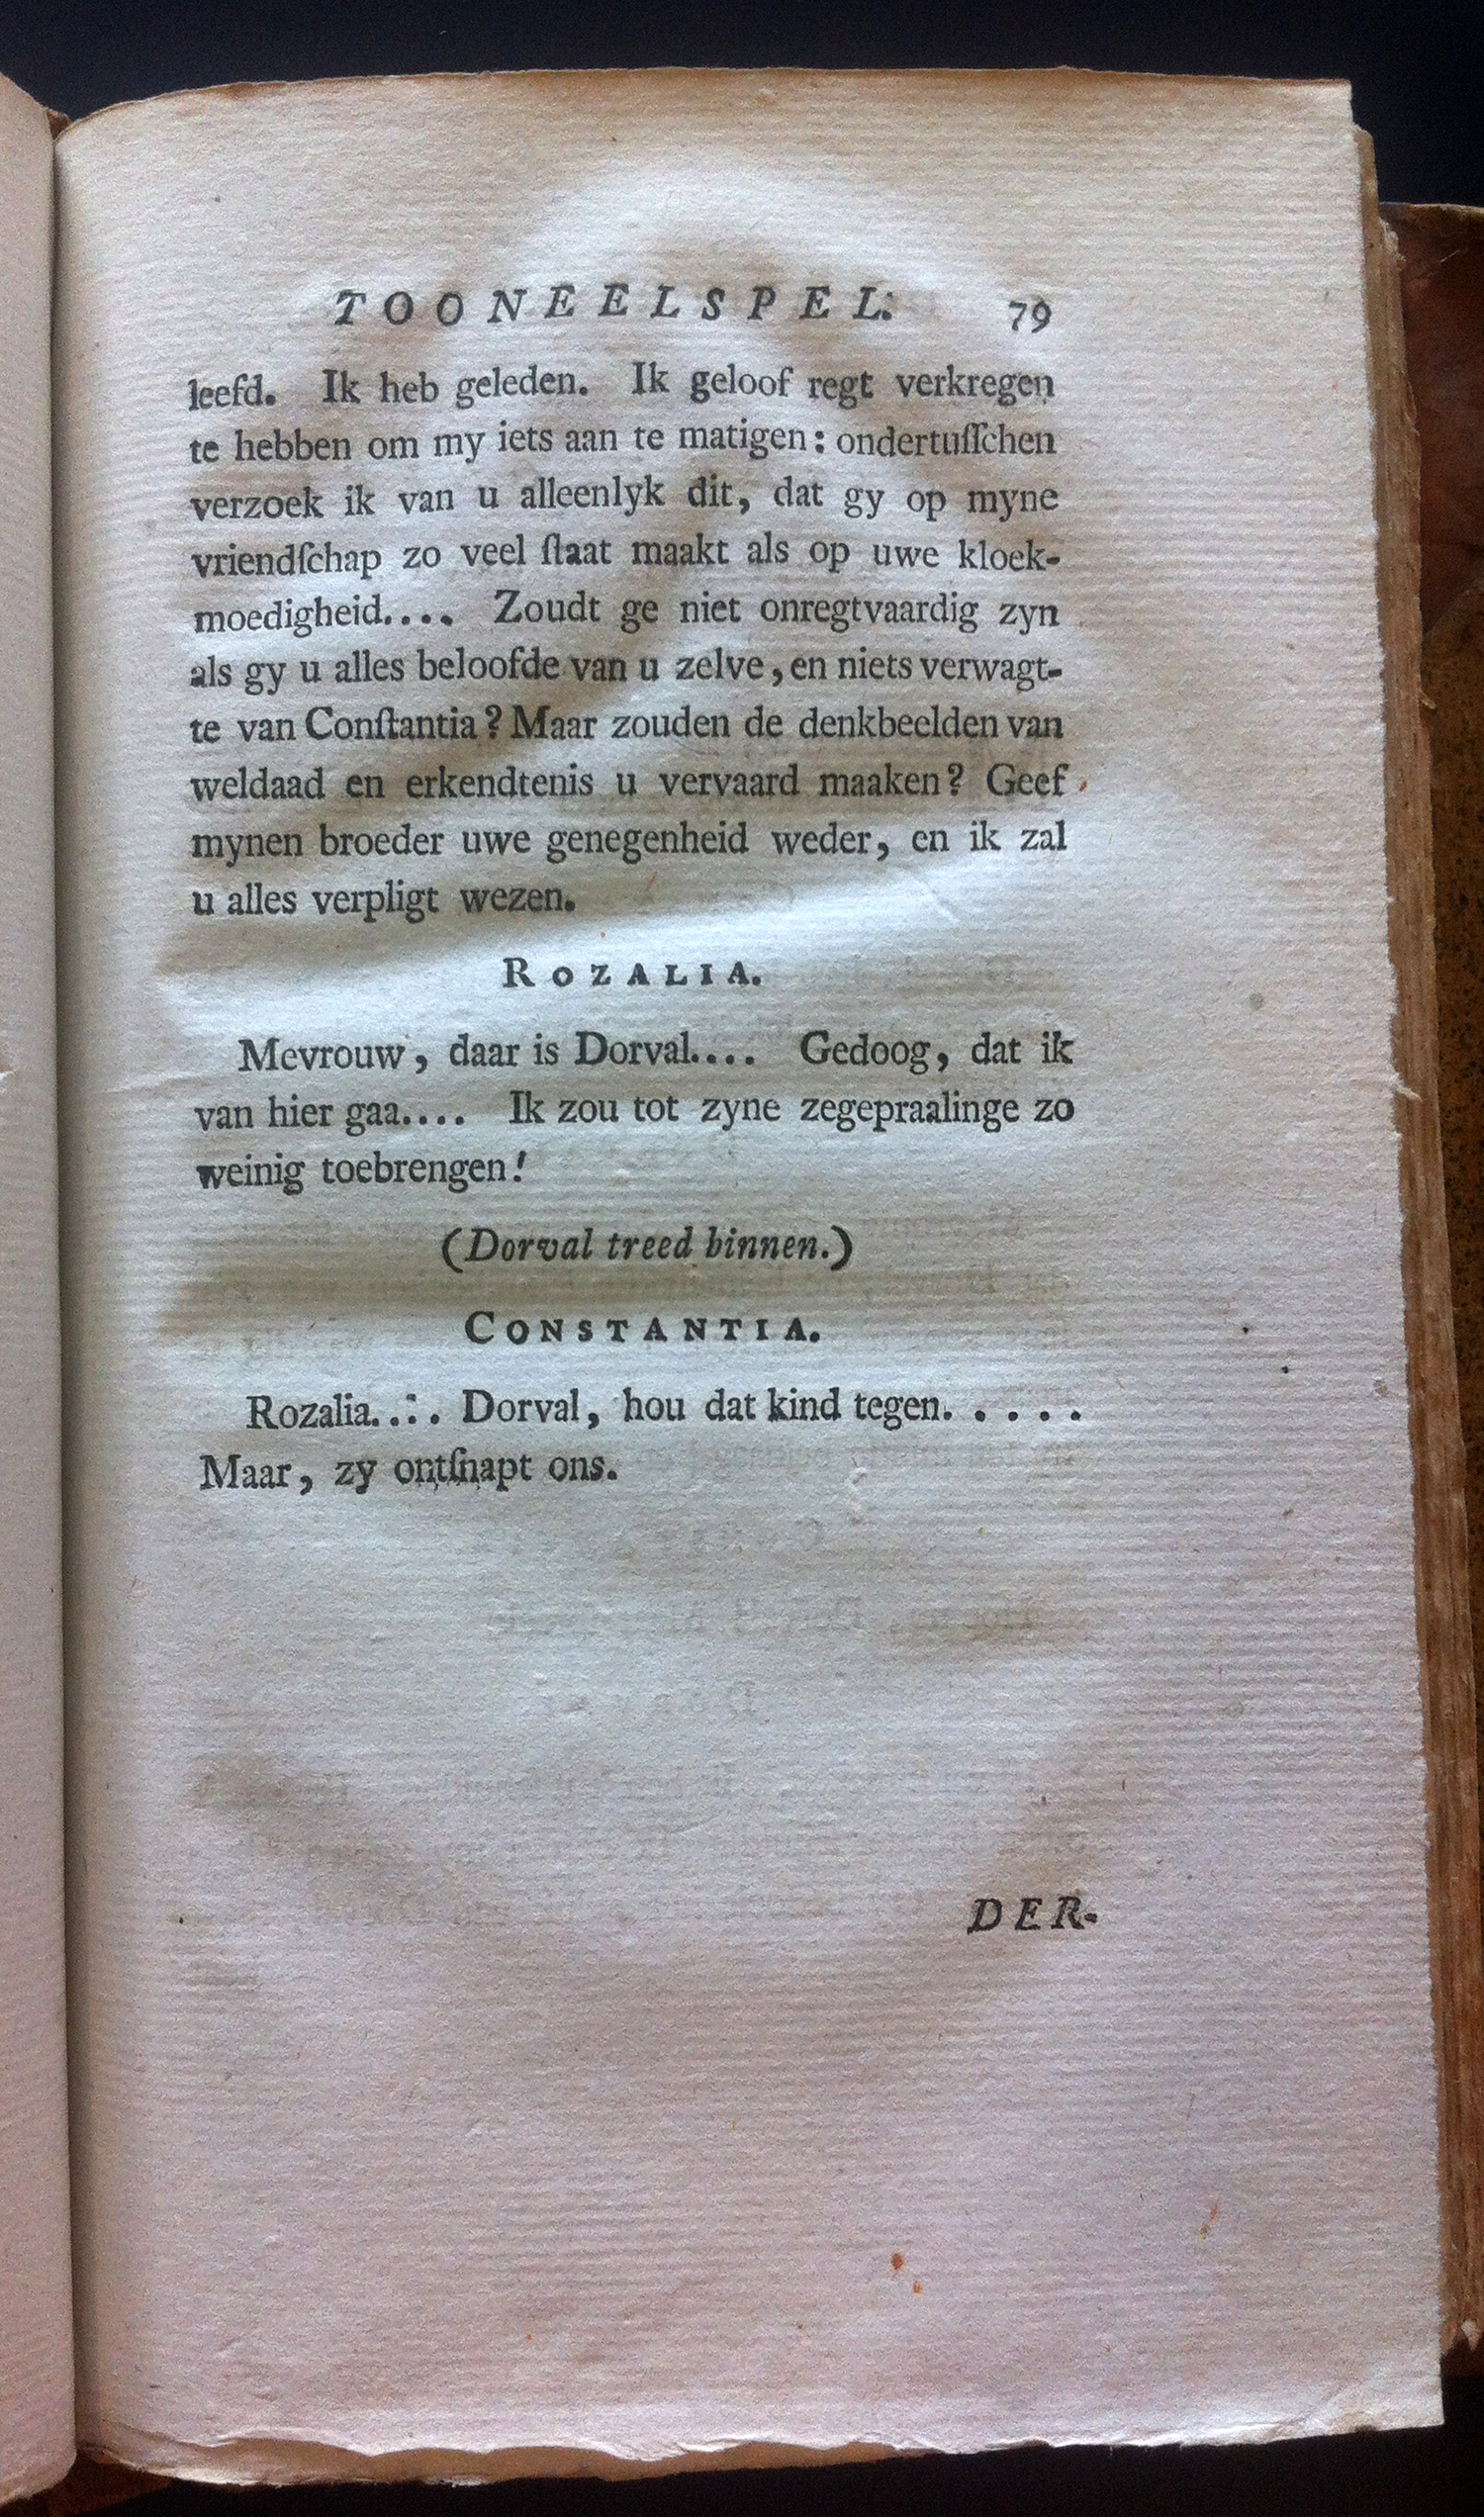 TOONEELSPEL. 79
leefd. Ik heb geleden. Ik geloof regt verkregen
te hebben om my iets aan te matigen: ondertuſſchen
verzoek ik van u alleenlyk dit, dat gy op myne
vriendſchap zo veel ſtaat maakt als op uwe kloek-
moedigheid.... Zoudt ge niet onregtvaardig zyn
als gy u alles beloofde van u zelve, en niets verwagt-
te van Conſtantia? Maar zouden de denkbeelden van
weldaad en erkendtenis u vervaard maaken? Geef
mynen broeder uwe genegenheid weder, en ik zal
u alles verpligt wezen.
ROZALIA.
Mevrouw, daar is Dorval.... Gedoog, dat ik
van hier gaa.... Ik zou tot zyne zegepraalinge zo
weinig toebrengen!
(Dorval treed binnen.)
CONSTANTIA.
Rozalia.... Dorval, hou dat kind tegen. . . . .
Maar, zy ontſnapt ons.
DER-